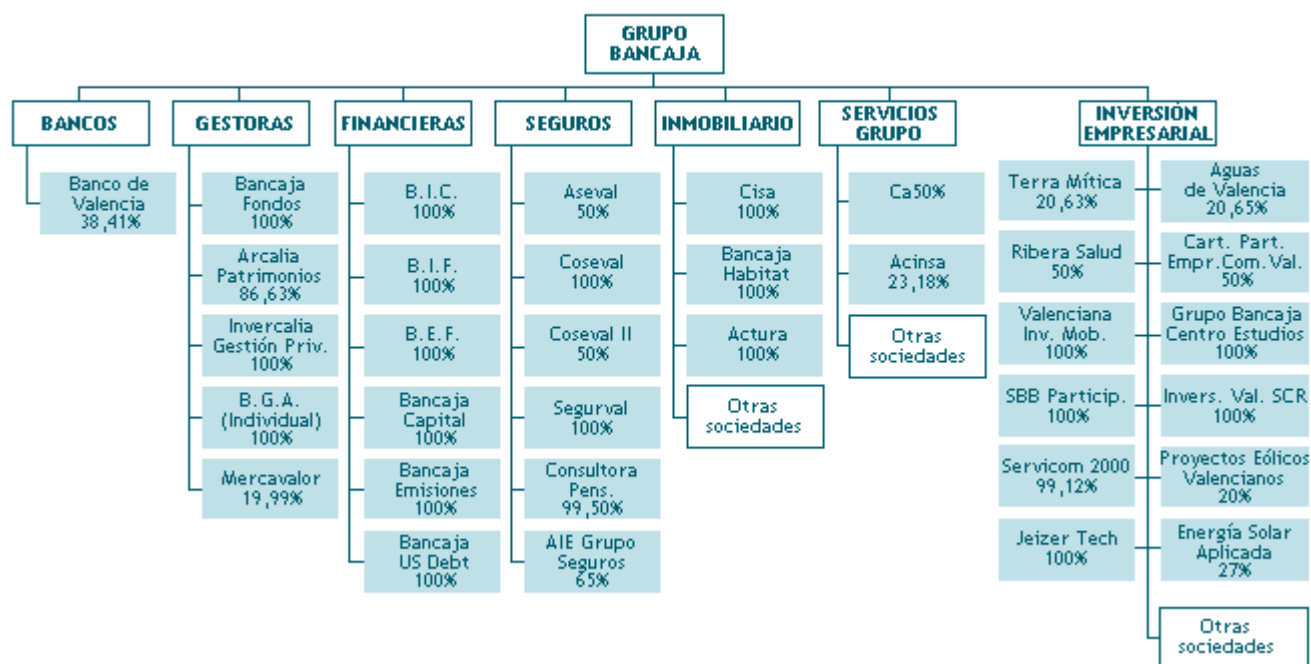 GRUPO
BANCAJA
BANCOS
GESTORAS
FINANCIERAS
SEGUROS
INMOBILIARIO
SERVICIOS
GRUPO
INVERSIÓN
EMPRESARIAL
Banco de
Valencia
38,41%
Bancaja
Fondos
100%
Arcalia
Patrimonios
86,63%
Invercalia
Gestión Priv.
100%
B.G.A.
(Individual)
100%
Mercavalor
19,99%
B.I.C.
100%
B.I.F.
100%
B.E.F.
100%
Bancaja
Capital
100%
Bancaja
Emisiones
100%
Bancaja
US Debt
100%
Aseval
50%
Coseval
100%
Coseval II
50%
Segurval
100%
Consultora
Pens.
99,50%
AIE Grupo
Seguros
65%
Cisa
100%
Bancaja
Habitat
100%
Actura
100%
Otras
sociedades
Ca50%
Acinsa
23,18%
Otras
sociedades
Terra Mítica
20,63%
Ribera Salud
50%
Valenciana
Inv. Mob.
100%
SBB Particip.
100%
Servicom 2000
99,12%
Jeizer Tech
100%
Aguas
de Valencia
20,65%
Cart. Part.
Empr.Com.Val.
50%
Grupo Bancaja
Centro Estudios
100%
Invers. Val. SCR
100%
Proyectos Eólicos
Valencianos
20%
Energía Solar
Aplicada
27%
Otras
sociedades